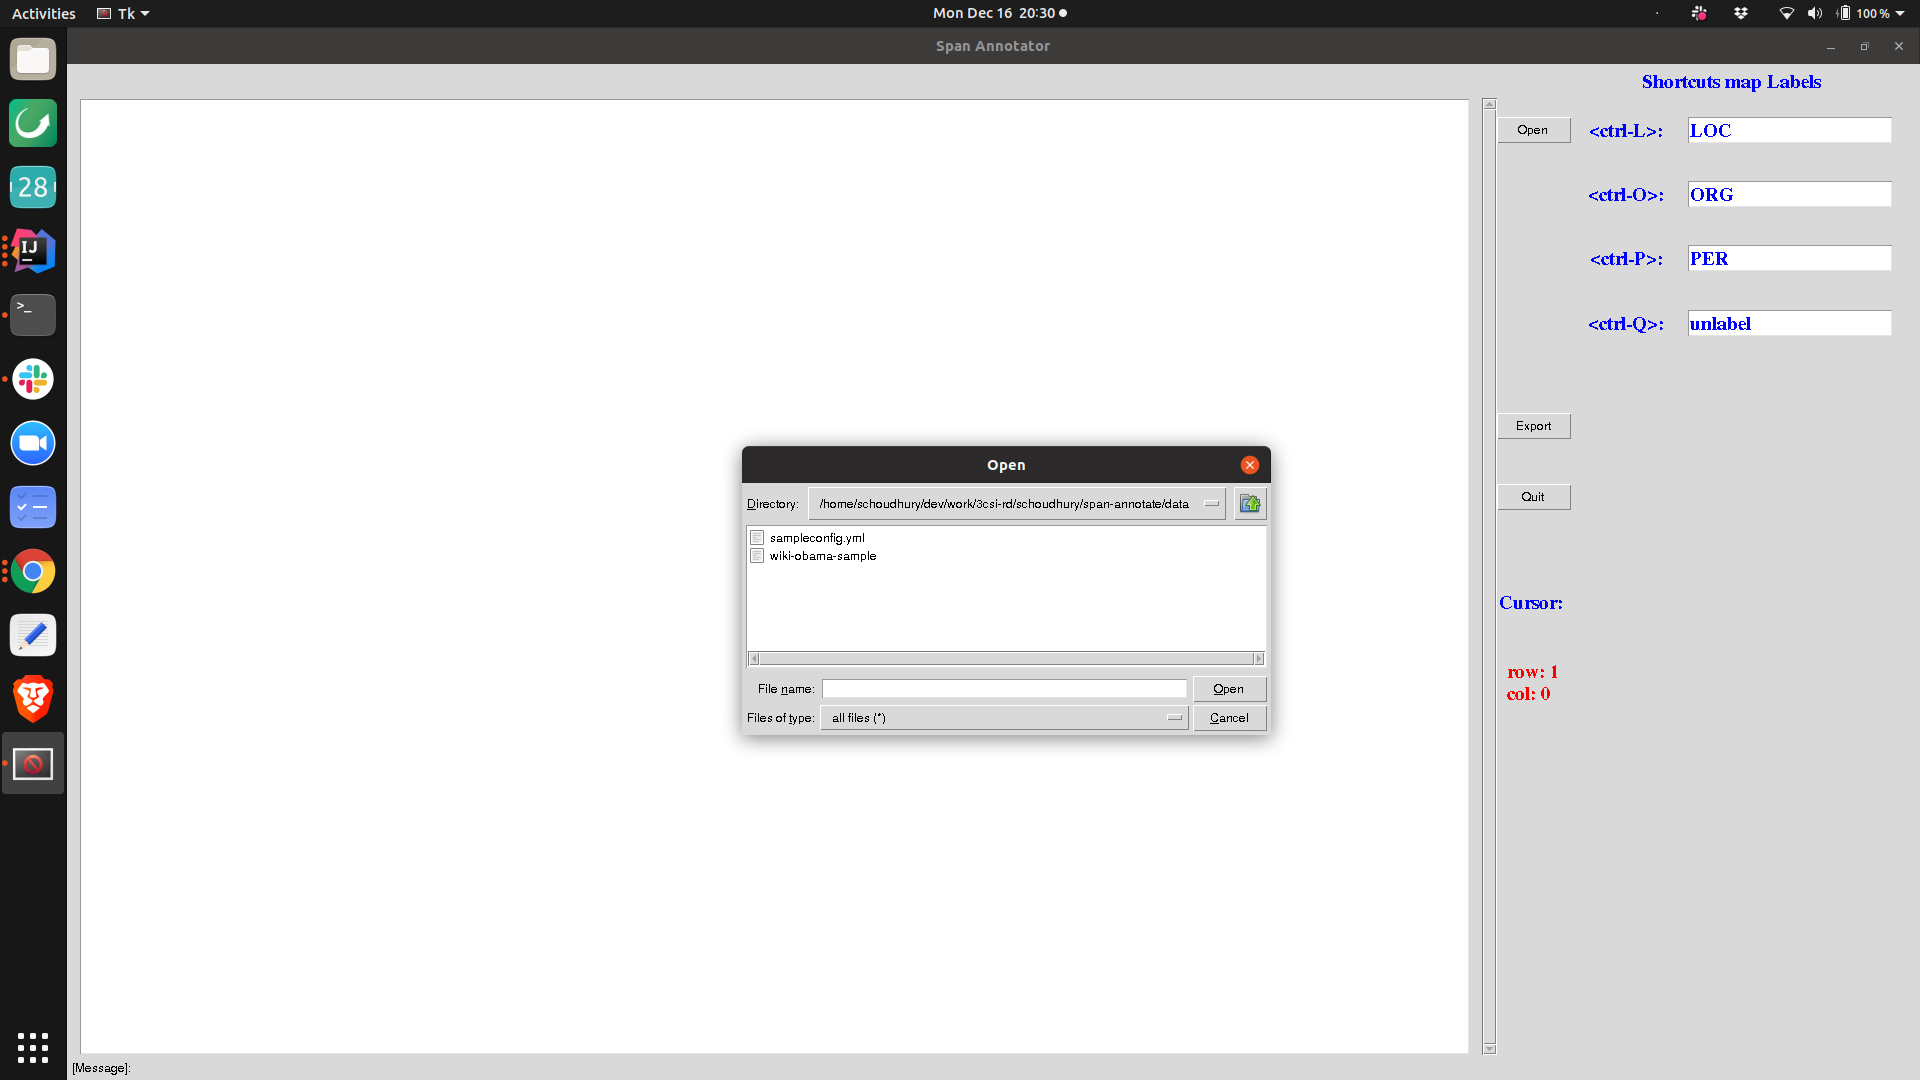 Activities Tk Mon Dec 16 20:30 100 %
Span Annotator
Shortcuts map Labels
Open <ctrl-L>: LOC
28
<ctrl-O>: ORG
IJ
<ctrl-P>: PER
>_
<ctrl-Q>: unlabel
Export
Open
Quit
Directory: /home/schoudhury/dev/work/3csi-rd/schoudhury/span-annotate/data
sampleconfig.yml
wiki-obama-sample
Cursor:
row: 1
col: 0
File name: Open
Files of type: all files (*) Cancel
[Message]: